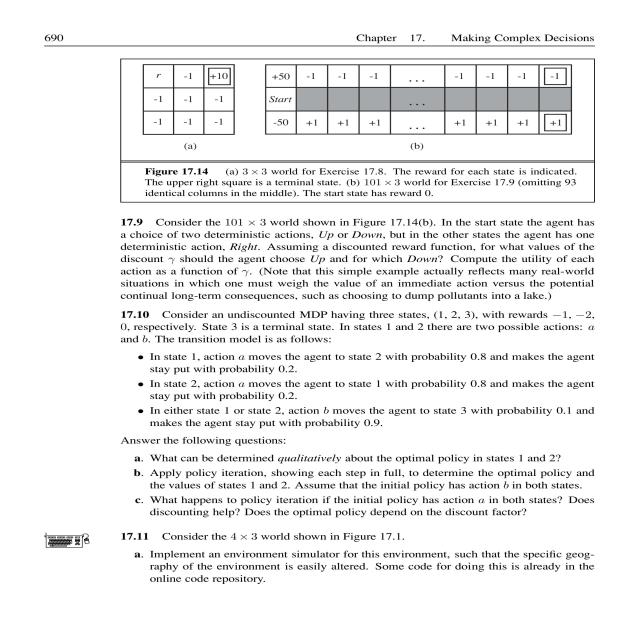 690 Chapter 17. Making Complex Decisions
r -1 +10 +50 -1 -1 -1 . . . -1 -1 -1 -1
-1 -1 -1 Start . . .
-1 -1 -1 -50 +1 +1 +1 . . . +1 +1 +1 +1
(a) (b)
Figure 17.14 (a) 3 × 3 world for Exercise 17.8. The reward for each state is indicated.
The upper right square is a terminal state. (b) 101 × 3 world for Exercise 17.9 (omitting 93
identical columns in the middle). The start state has reward 0.
17.9 Consider the 101 × 3 world shown in Figure 17.14(b). In the start state the agent has
a choice of two deterministic actions, Up or Down, but in the other states the agent has one
deterministic action, Right. Assuming a discounted reward function, for what values of the
discount γ should the agent choose Up and for which Down? Compute the utility of each
action as a function of γ. (Note that this simple example actually reflects many real-world
situations in which one must weigh the value of an immediate action versus the potential
continual long-term consequences, such as choosing to dump pollutants into a lake.)
17.10 Consider an undiscounted MDP having three states, (1, 2, 3), with rewards −1, −2,
0, respectively. State 3 is a terminal state. In states 1 and 2 there are two possible actions: a
and b. The transition model is as follows:
• In state 1, action a moves the agent to state 2 with probability 0.8 and makes the agent
stay put with probability 0.2.
• In state 2, action a moves the agent to state 1 with probability 0.8 and makes the agent
stay put with probability 0.2.
• In either state 1 or state 2, action b moves the agent to state 3 with probability 0.1 and
makes the agent stay put with probability 0.9.
Answer the following questions:
a. What can be determined qualitatively about the optimal policy in states 1 and 2?
b. Apply policy iteration, showing each step in full, to determine the optimal policy and
the values of states 1 and 2. Assume that the initial policy has action b in both states.
c. What happens to policy iteration if the initial policy has action a in both states? Does
discounting help? Does the optimal policy depend on the discount factor?
17.11 Consider the 4 × 3 world shown in Figure 17.1.
a. Implement an environment simulator for this environment, such that the specific geog-
raphy of the environment is easily altered. Some code for doing this is already in the
online code repository.